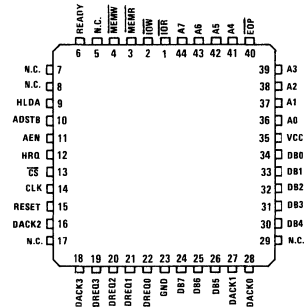 READY
N.C.
MEMW
MEMR
IOW
IOR
A7
A6
A5
A4
EOP
6 5 4 3 2 1 44 43 42 41 40
N.C. 7
N.C. 8
HLDA 9
ADSTB 10
AEN 11
HRQ 12
CS 13
CLK 14
RESET 15
DACK2 16
N.C. 17
39 A3
38 A2
37 A1
36 A0
35 VCC
34 DB0
33 DB1
32 DB2
31 DB3
30 DB4
29 N.C.
18 19 20 21 22 23 24 25 26 27 28
DACK3
DREQ3
DREQ2
DREQ1
DREQ0
GND
DB7
DB6
DB5
DACK1
DACK0